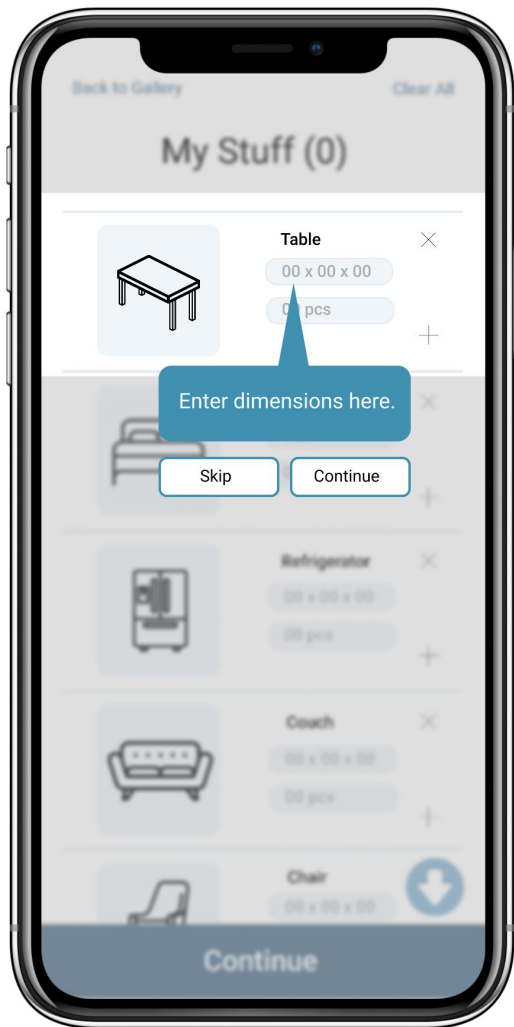 Back to Gallery
Clear All
My Stuff (0)
Table
00 x 00 x 00
00 pcs
Enter dimensions here.
Skip
Continue
Refrigerator
00 x 00 x 00
00 pcs
Couch
00 x 00 x 00
00 pcs
Chair
00 x 00 x 00
Continue